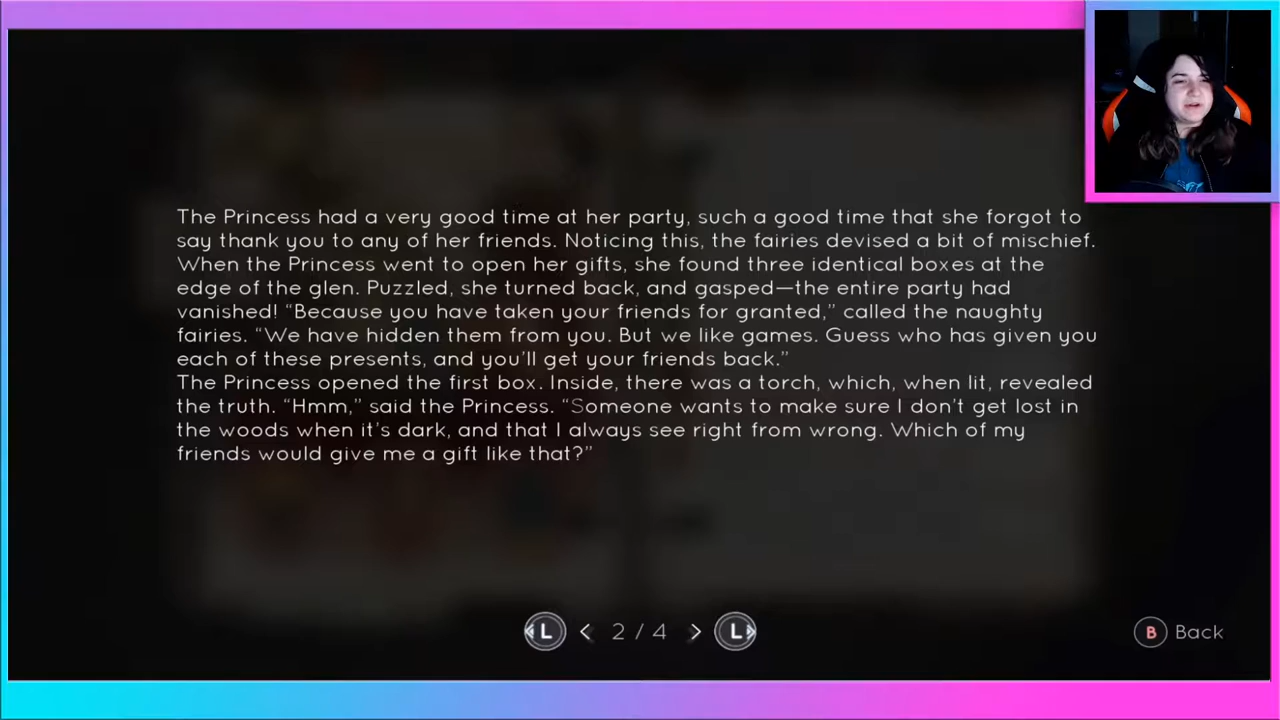 The Princess had a very good time at her party, such a good time that she forgot to
say thank you to any of her friends. Noticing this, the fairies devised a bit of mischief.
When the Princess went to open her gifts, she found three identical boxes at the
edge of the glen. Puzzled, she turned back, and gasped—the entire party had
vanished! “Because you have taken your friends for granted,” called the naughty
fairies. “We have hidden them from you. But we like games. Guess who has given you
each of these presents, and you’ll get your friends back.”
The Princess opened the first box. Inside, there was a torch, which, when lit, revealed
the truth. “Hmm,” said the Princess. “Someone wants to make sure I don’t get lost in
the woods when it’s dark, and that I always see right from wrong. Which of my
friends would give me a gift like that?”
L < 2 / 4 > L
B Back